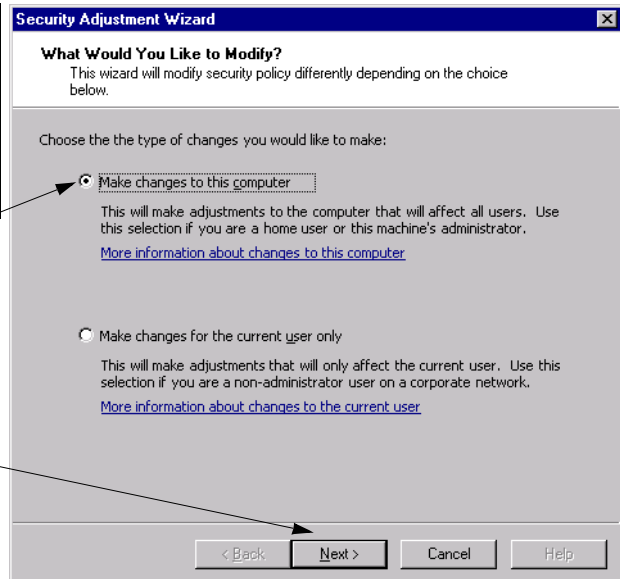 Security Adjustment Wizard
What Would You Like to Modify?
This wizard will modify security policy differently depending on the choice
below.
Choose the the type of changes you would like to make:
Make changes to this computer
This will make adjustments to the computer that will affect all users. Use
this selection if you are a home user or this machine's administrator.
More information about changes to this computer
Make changes for the current user only
This will make adjustments that will only affect the current user. Use this
selection if you are a non-administrator user on a corporate network.
More information about changes to the current user
< Back Next > Cancel Help